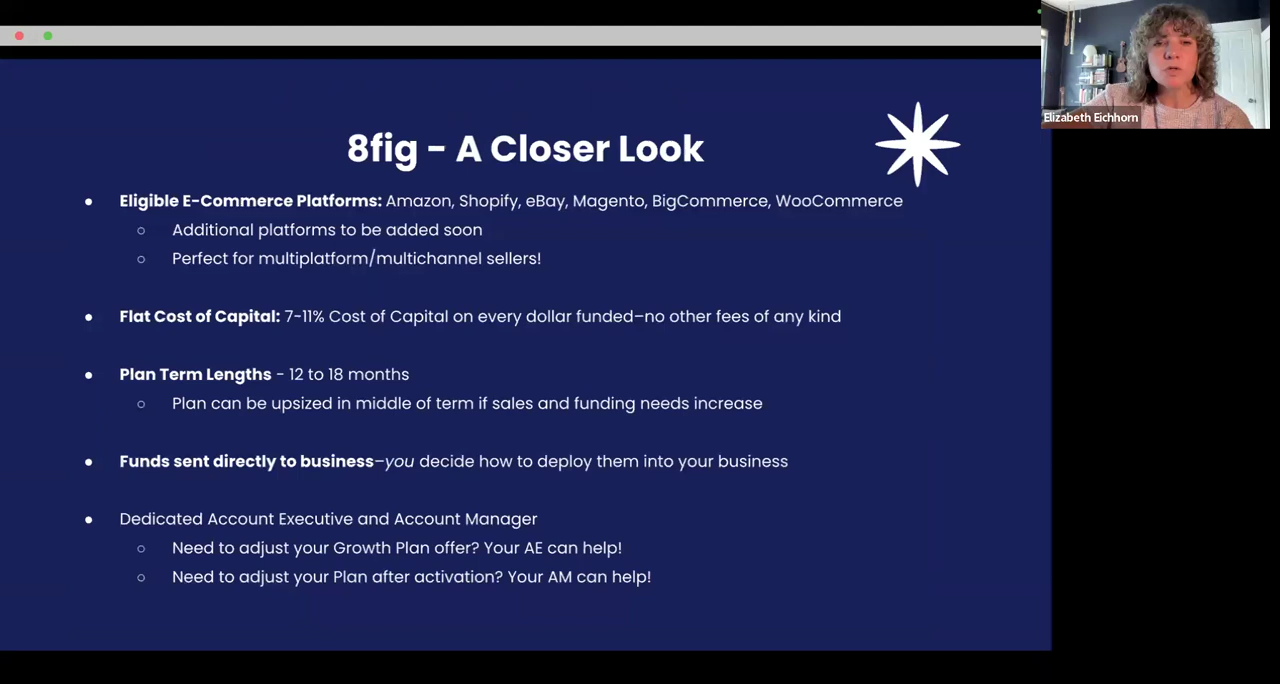 Elizabeth Eichhorn
8fig - A Closer Look
● Eligible E-Commerce Platforms: Amazon, Shopify, eBay, Magento, BigCommerce, WooCommerce
○ Additional platforms to be added soon
○ Perfect for multiplatform/multichannel sellers!
● Flat Cost of Capital: 7-11% Cost of Capital on every dollar funded–no other fees of any kind
● Plan Term Lengths - 12 to 18 months
○ Plan can be upsized in middle of term if sales and funding needs increase
● Funds sent directly to business–you decide how to deploy them into your business
● Dedicated Account Executive and Account Manager
○ Need to adjust your Growth Plan offer? Your AE can help!
○ Need to adjust your Plan after activation? Your AM can help!